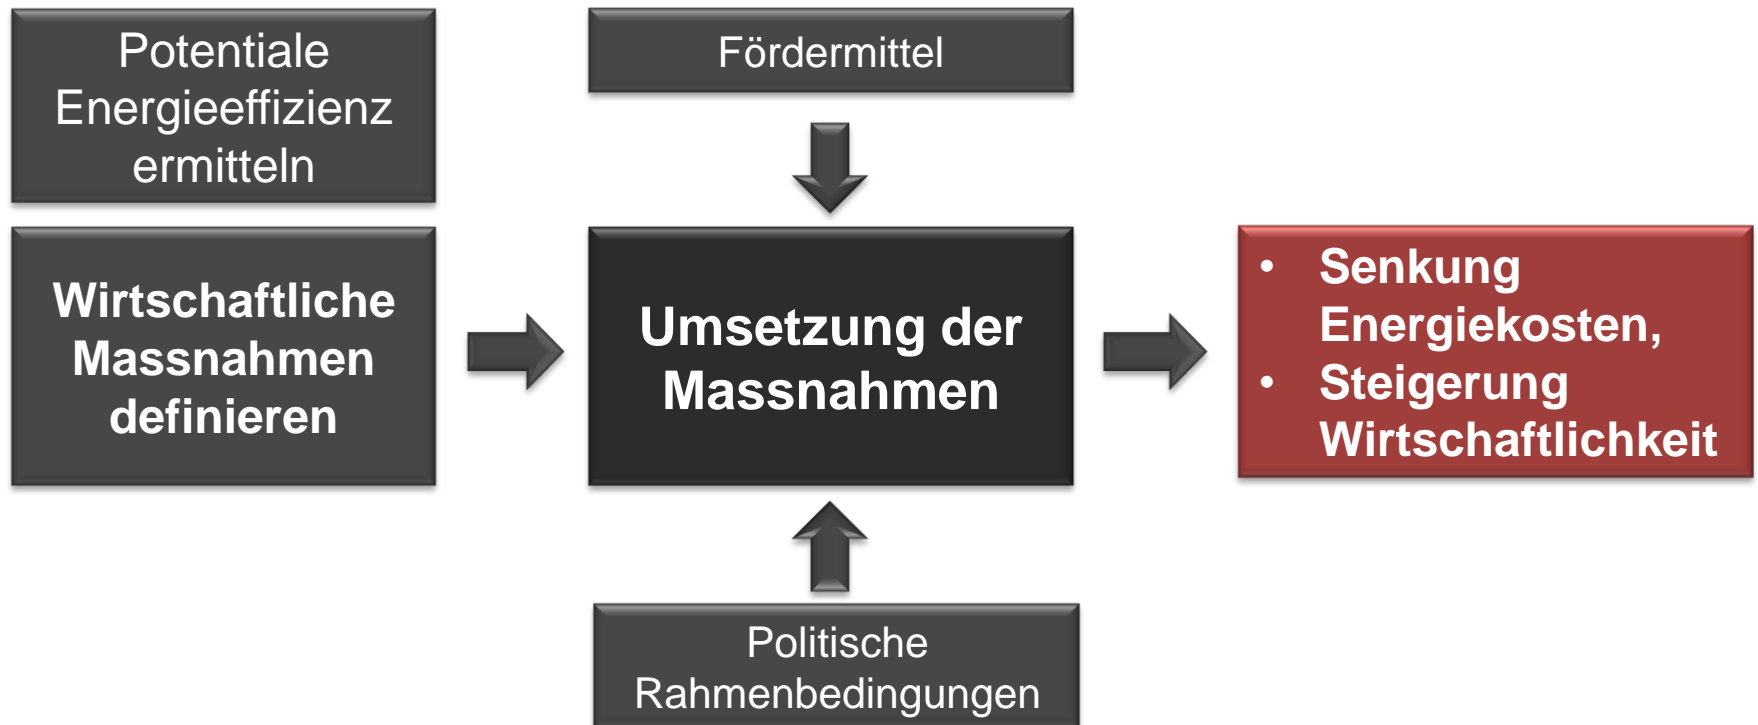 Potentiale
Energieeffizienz
ermitteln
Fördermittel
Wirtschaftliche
Massnahmen
definieren
Umsetzung der
Massnahmen
• Senkung
Energiekosten,
• Steigerung
Wirtschaftlichkeit
Politische
Rahmenbedingungen